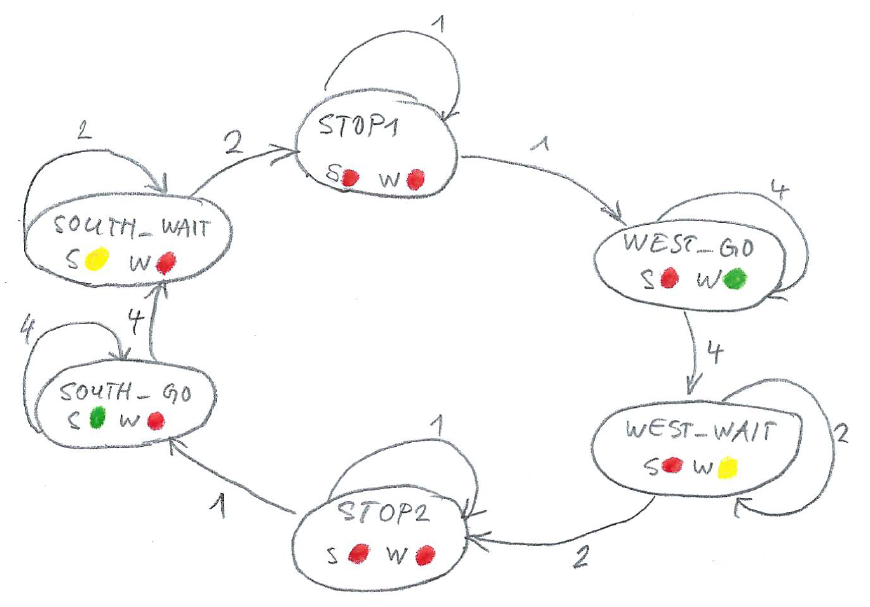 1
STOP1
S W
2
2
1
SOUTH_WAIT
S W
4
WEST_GO
S W
4
4
SOUTH_GO
S W
4
WEST_WAIT
S W
2
1
STOP2
S W
1
2